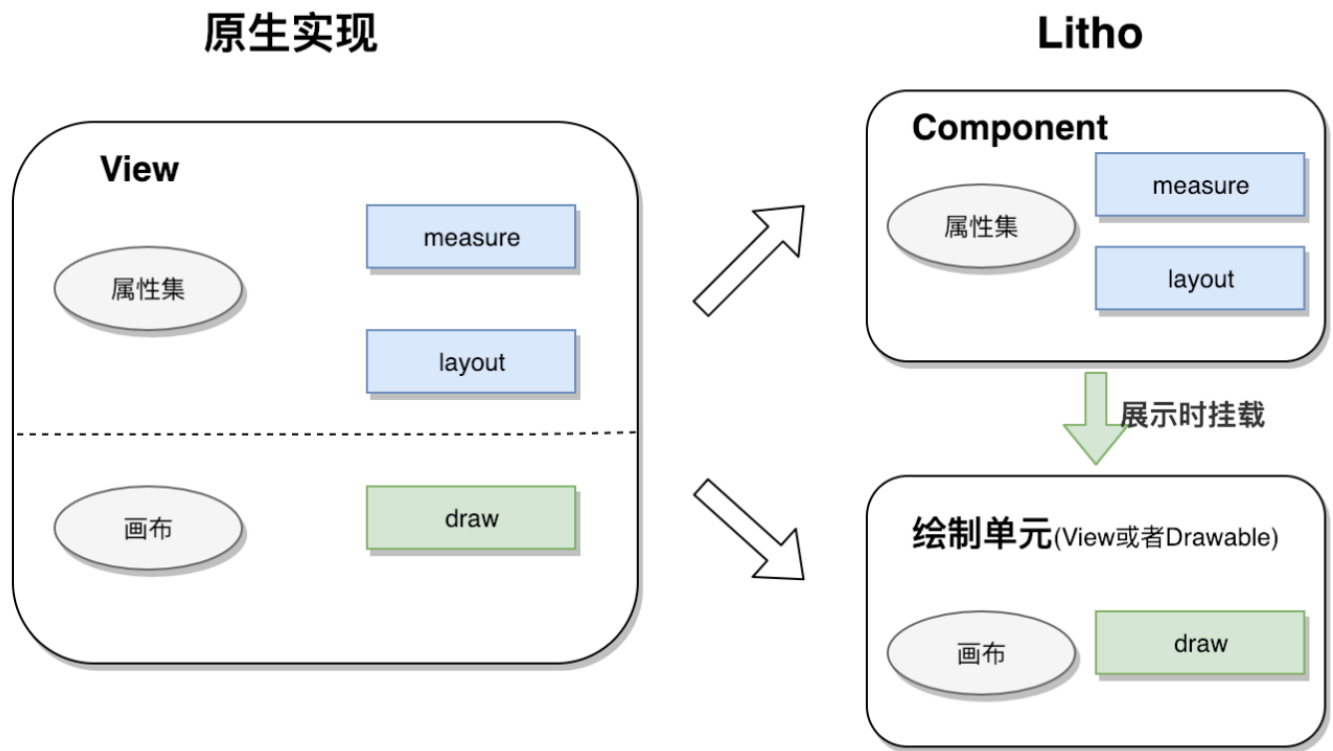 原生实现
View
属性集
measure
layout
画布
draw
Litho
Component
属性集
measure
layout
展示时挂载
绘制单元(View或者Drawable)
画布
draw